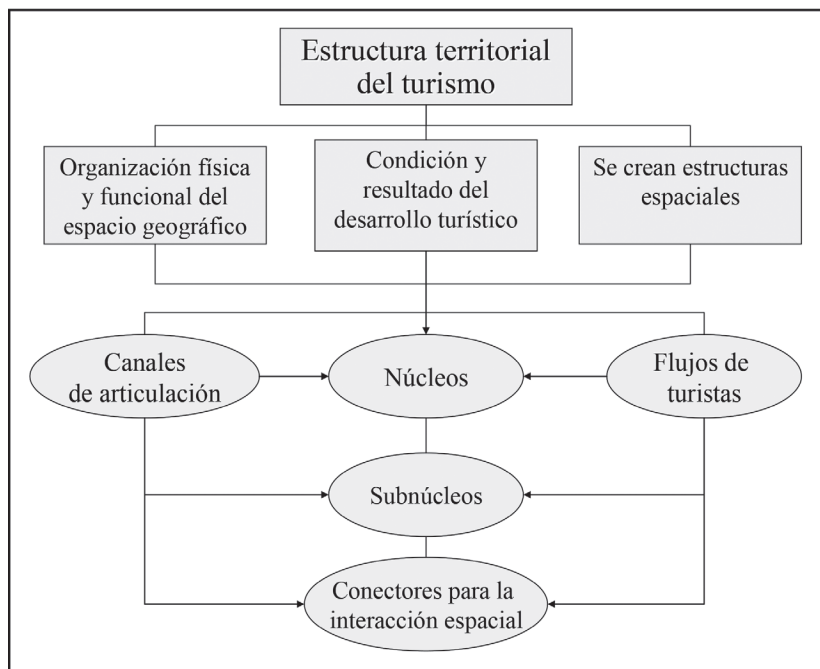 Estructura territorial
del turismo
Organización física
y funcional del
espacio geográfico
Condición y
resultado del
desarrollo turístico
Se crean estructuras
espaciales
Canales
de articulación
Núcleos
Flujos de
turistas
Subnúcleos
Conectores para la
interacción espacial